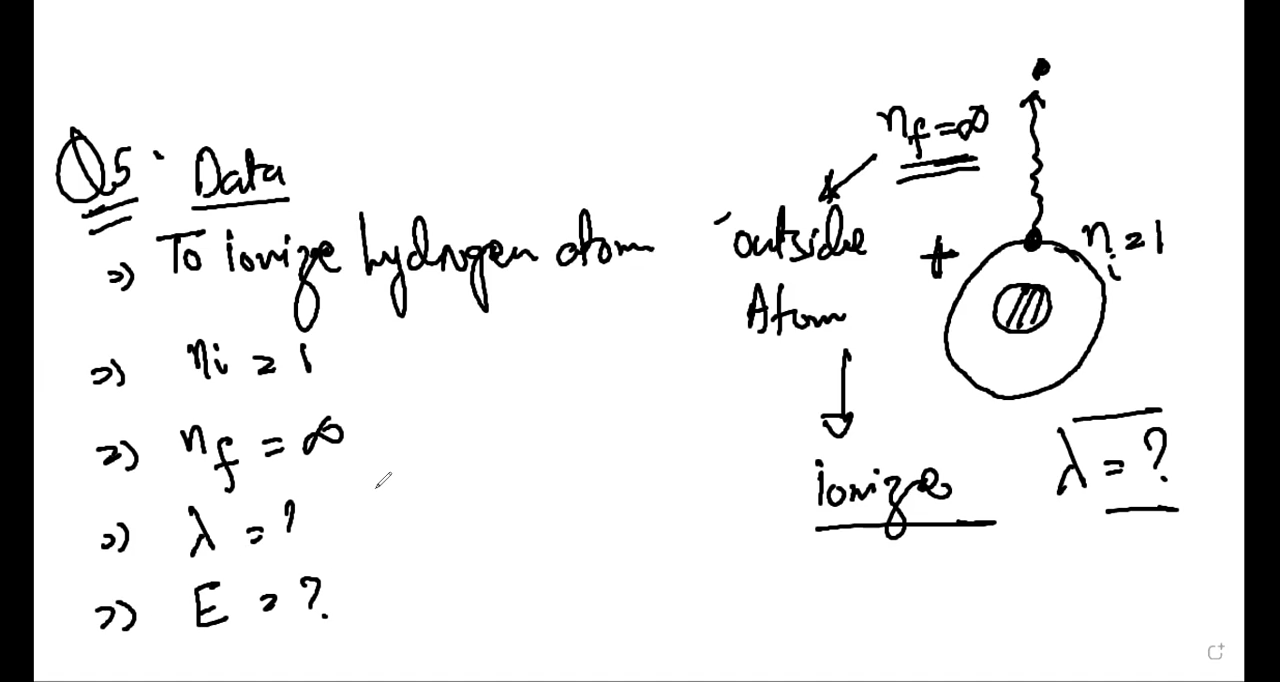 Q5. Data
=>) To ionize hydrogen atom
=>) ni = 1
=>) nf = ∞
=>) λ = ?
=>) E = ?
nf = ∞
outside
Atom
ionize
+
ni = 1
λ = ?